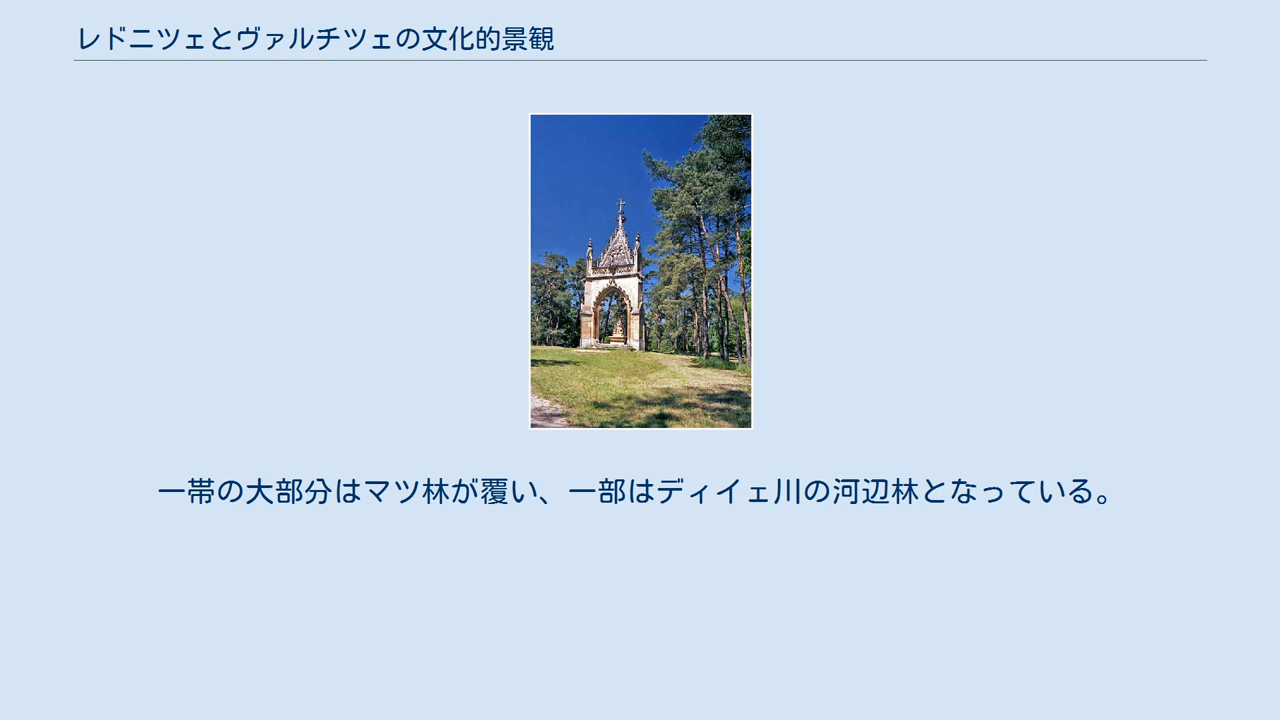 レドニツェとヴァルチツェの文化的景観
一帯の大部分はマツ林が覆い、一部はディイェ川の河辺林となっている。